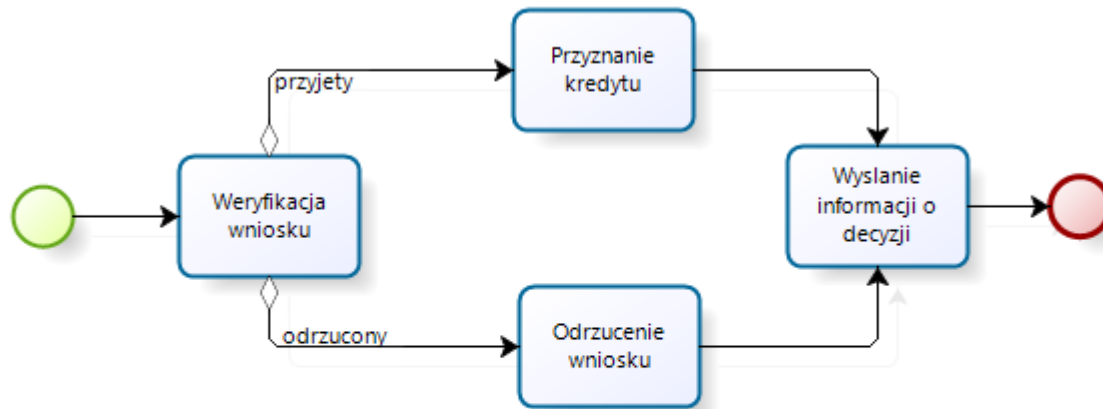 Przyznanie
kredytu
przyjety
Weryfikacja
wniosku
Wyslanie
informacji o
decyzji
odrzucony
Odrzucenie
wniosku